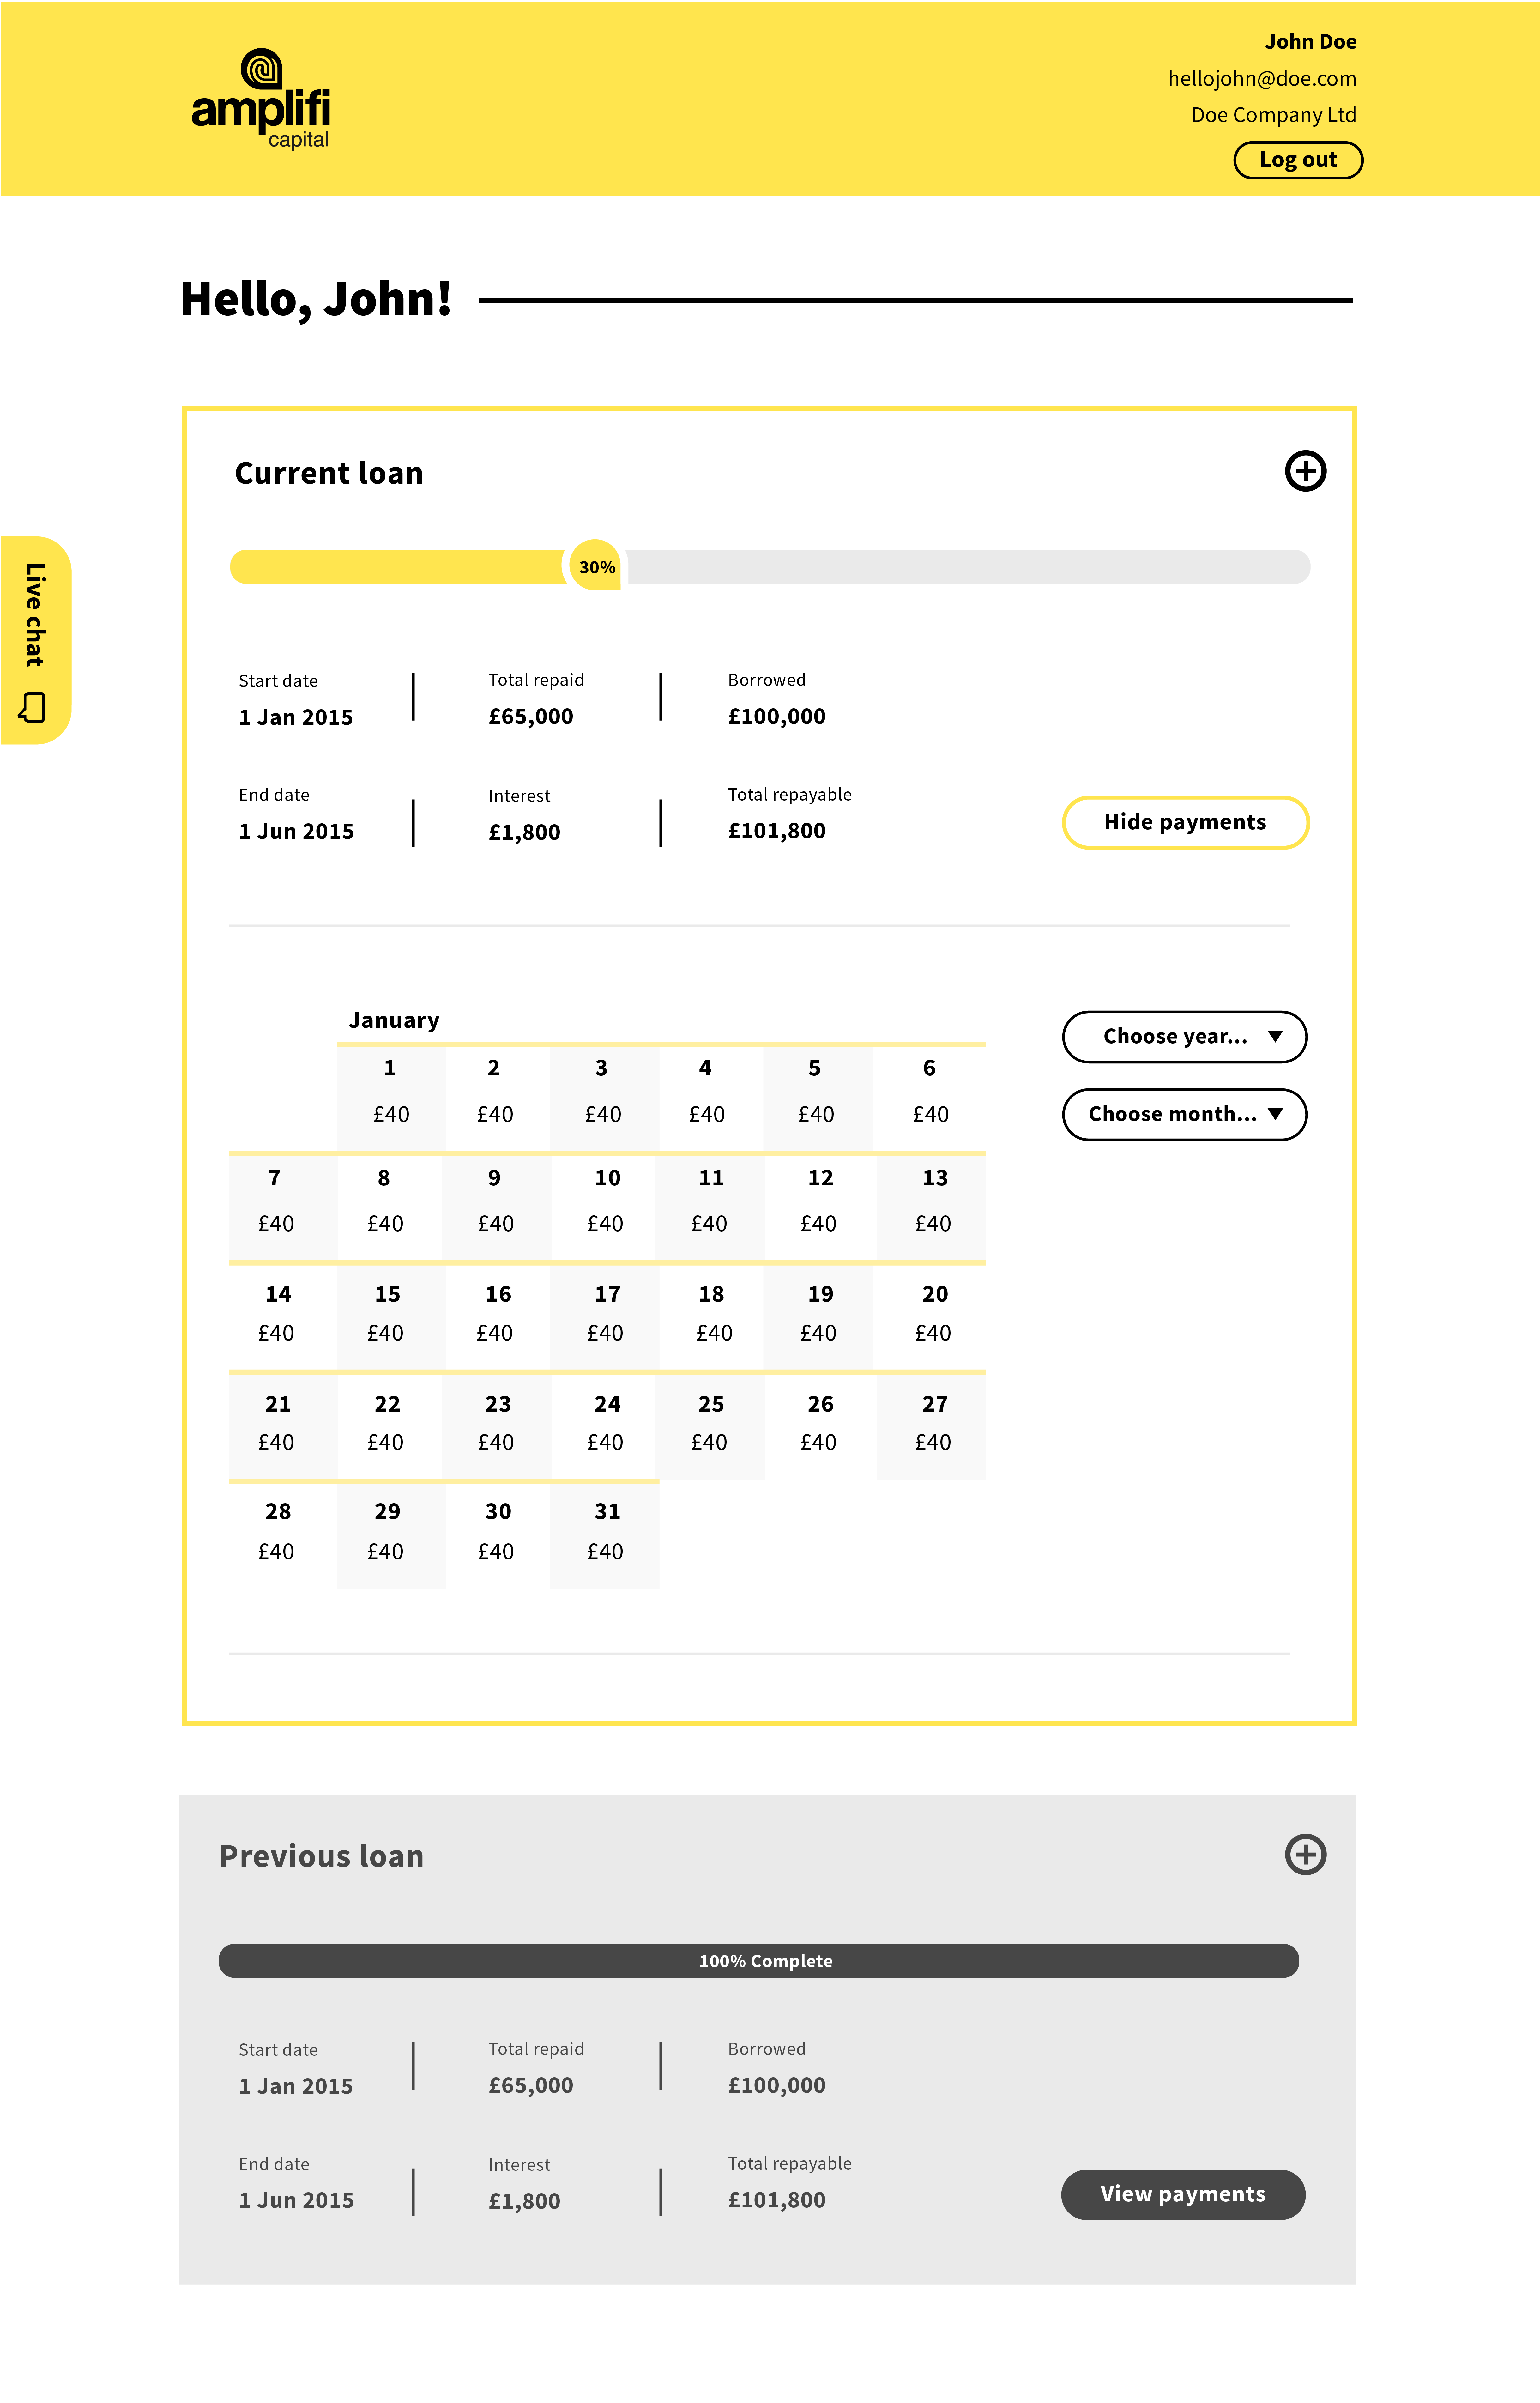 amplifi
capital
John Doe
hellojohn@doe.com
Doe Company Ltd
Log out
Hello, John!
Live chat
Current loan
30%
Start date Total repaid Borrowed
1 Jan 2015 £65,000 £100,000
End date Interest Total repayable
1 Jun 2015 £1,800 £101,800
Hide payments
January
1 2 3 4 5 6
£40 £40 £40 £40 £40 £40
7 8 9 10 11 12 13
£40 £40 £40 £40 £40 £40 £40
14 15 16 17 18 19 20
£40 £40 £40 £40 £40 £40 £40
21 22 23 24 25 26 27
£40 £40 £40 £40 £40 £40 £40
28 29 30 31
£40 £40 £40 £40
Choose year...
Choose month...
Previous loan
100% Complete
Start date Total repaid Borrowed
1 Jan 2015 £65,000 £100,000
End date Interest Total repayable
1 Jun 2015 £1,800 £101,800
View payments